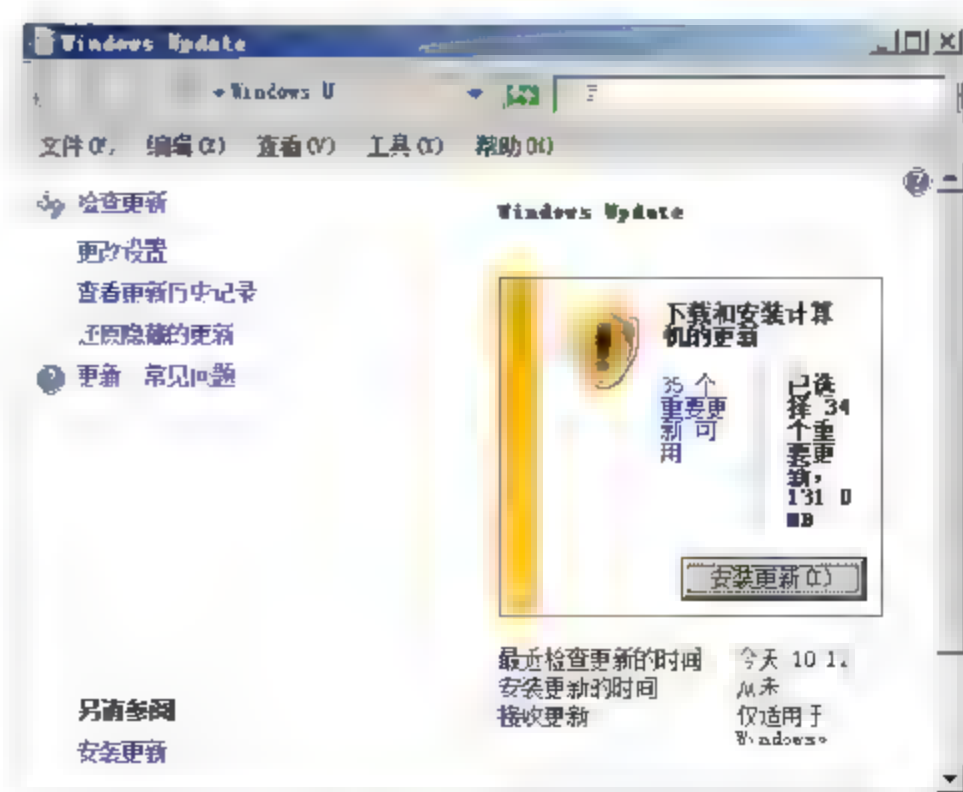 Windows Update
Windows U
文件(F) 编辑(E) 查看(V) 工具(T) 帮助(H)
检查更新
更改设置
查看更新历史记录
还原隐藏的更新
更新 常见问题
Windows Update
下载和安装计算
机的更新
35 个
重要更
新 可
用
已选
择 34
个重
要更
新,
131 0
MB
安装更新(I)
最近检查更新的时间
今天 10
安装更新的时间
从未
接收更新
仅适用于
Windows
另请参阅
安装更新